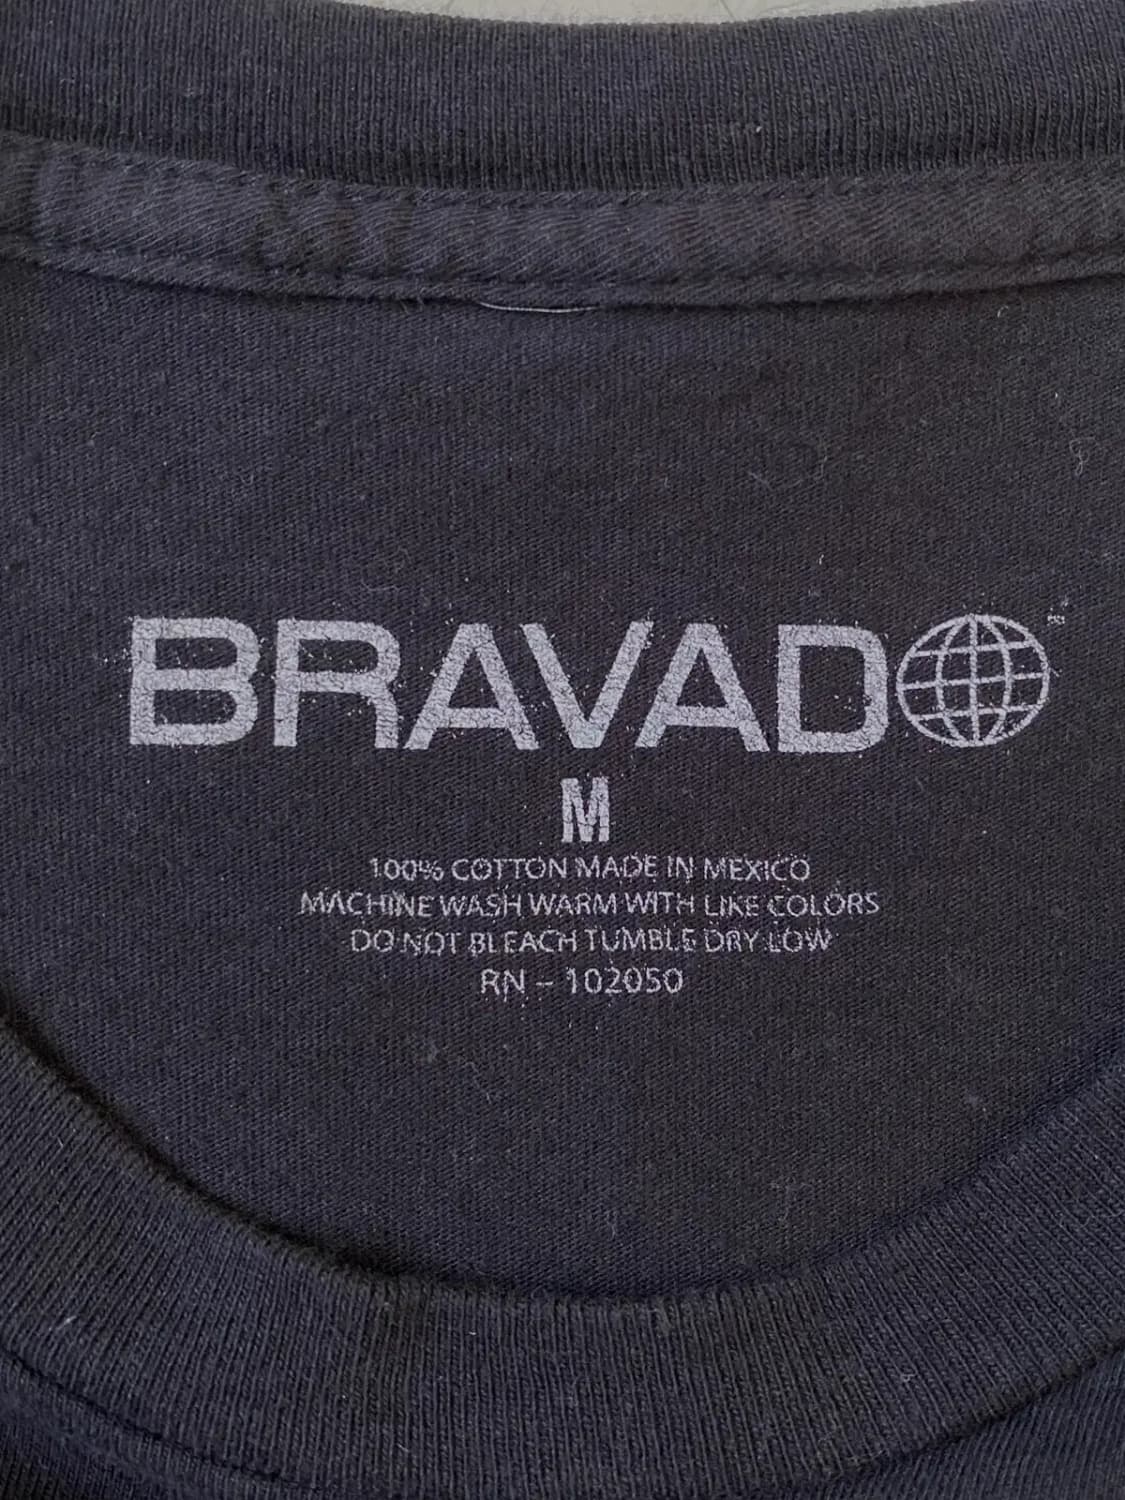 BRAVADO™
M
100% COTTON MADE IN MEXICO
MACHINE WASH WARM WITH LIKE COLORS
DO NOT BLEACH TUMBLE DRY LOW
RN – 102050